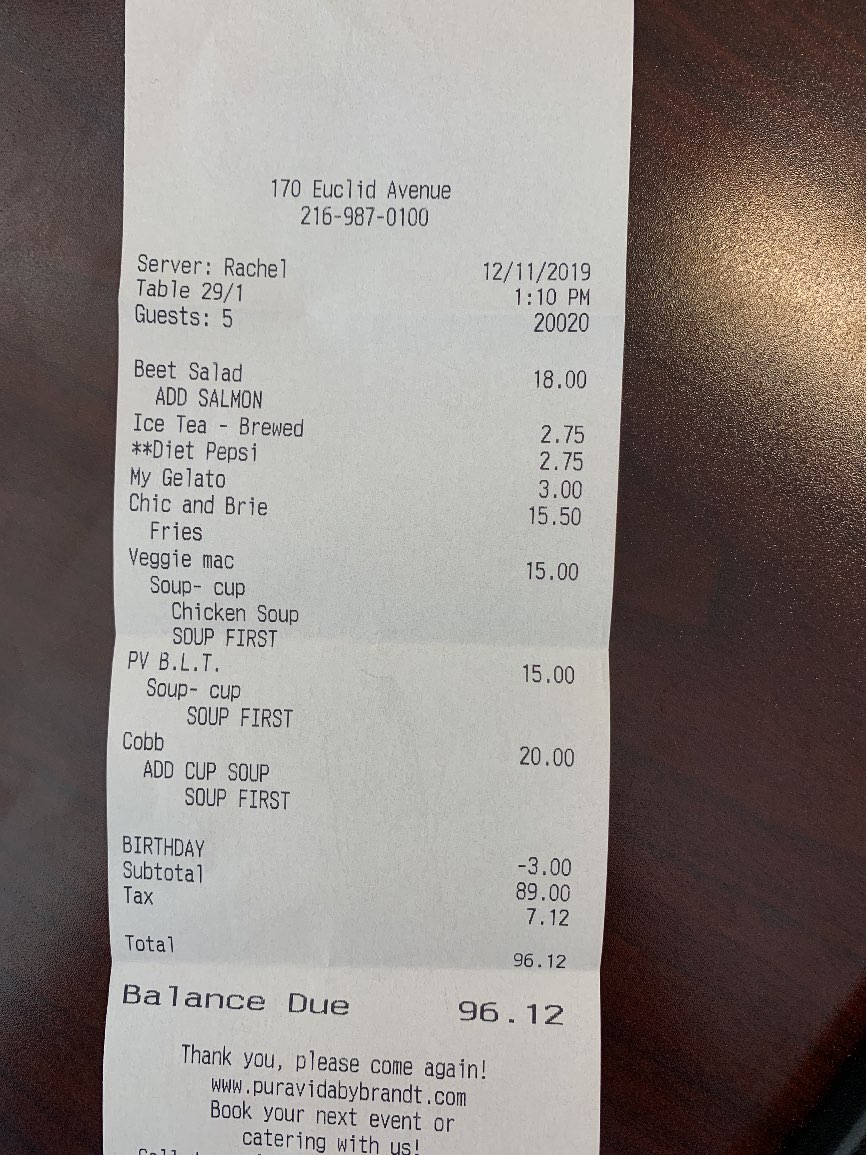 170 Euclid Avenue
216-987-0100
Server: Rachel 12/11/2019
Table 29/1 1:10 PM
Guests: 5 20020
Beet Salad 18.00
ADD SALMON
Ice Tea - Brewed 2.75
**Diet Pepsi 2.75
My Gelato 3.00
Chic and Brie 15.50
Fries
Veggie mac 15.00
Soup- cup
Chicken Soup
SOUP FIRST
PV B.L.T. 15.00
Soup- cup
SOUP FIRST
Cobb 20.00
ADD CUP SOUP
SOUP FIRST
BIRTHDAY -3.00
Subtotal 89.00
Tax 7.12
Total 96.12
Balance Due 96.12
Thank you, please come again!
www.puravidabybrandt.com
Book your next event or
catering with us!